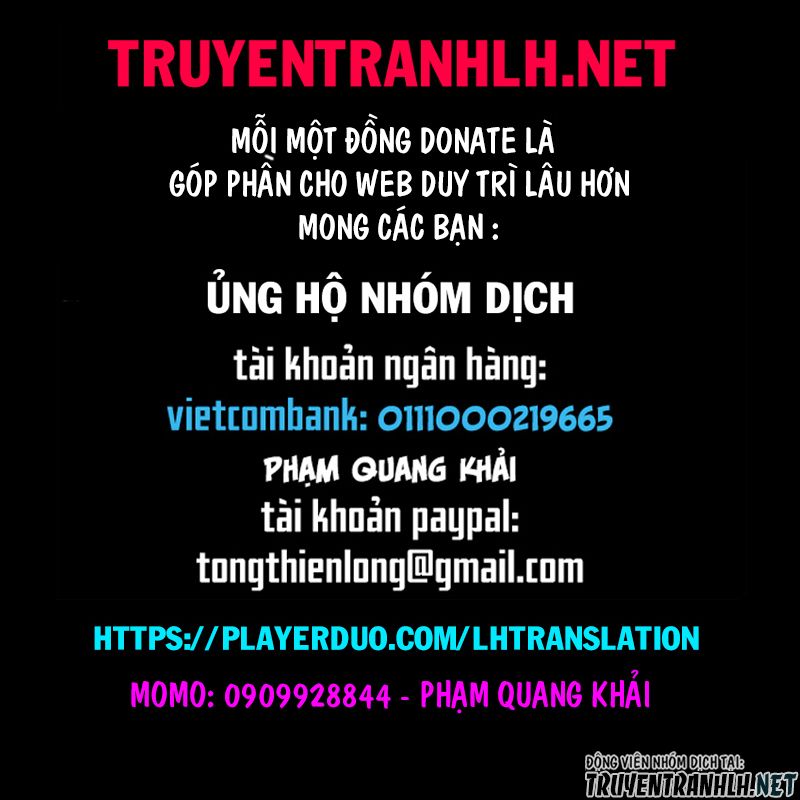 TRUYENTRANHLH.NET
MỖI MỘT ĐỒNG DONATE LÀ
GÓP PHẦN CHO WEB DUY TRÌ LÂU HƠN
MONG CÁC BẠN :
ỦNG HỘ NHÓM DỊCH
tài khoản ngân hàng:
vietcombank: 0111000219665
PHẠM QUANG KHẢI
tài khoản paypal:
tongthienlong@gmail.com
HTTPS://PLAYERDUO.COM/LHTRANSLATION
MOMO: 0909928844 - PHẠM QUANG KHẢI
ĐỘNG VIÊN NHÓM DỊCH TẠI:
TRUYENTRANHLH.NET